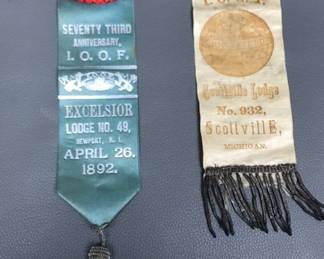 SEVENTY THIRD
ANNIVERSARY,
I. O. O. F.
EXCELSIOR
LODGE NO. 49,
NEWPORT, R. I.
APRIL 26.
1892.
Scottville Lodge
No. 932,
Scottville,
MICHIGAN.